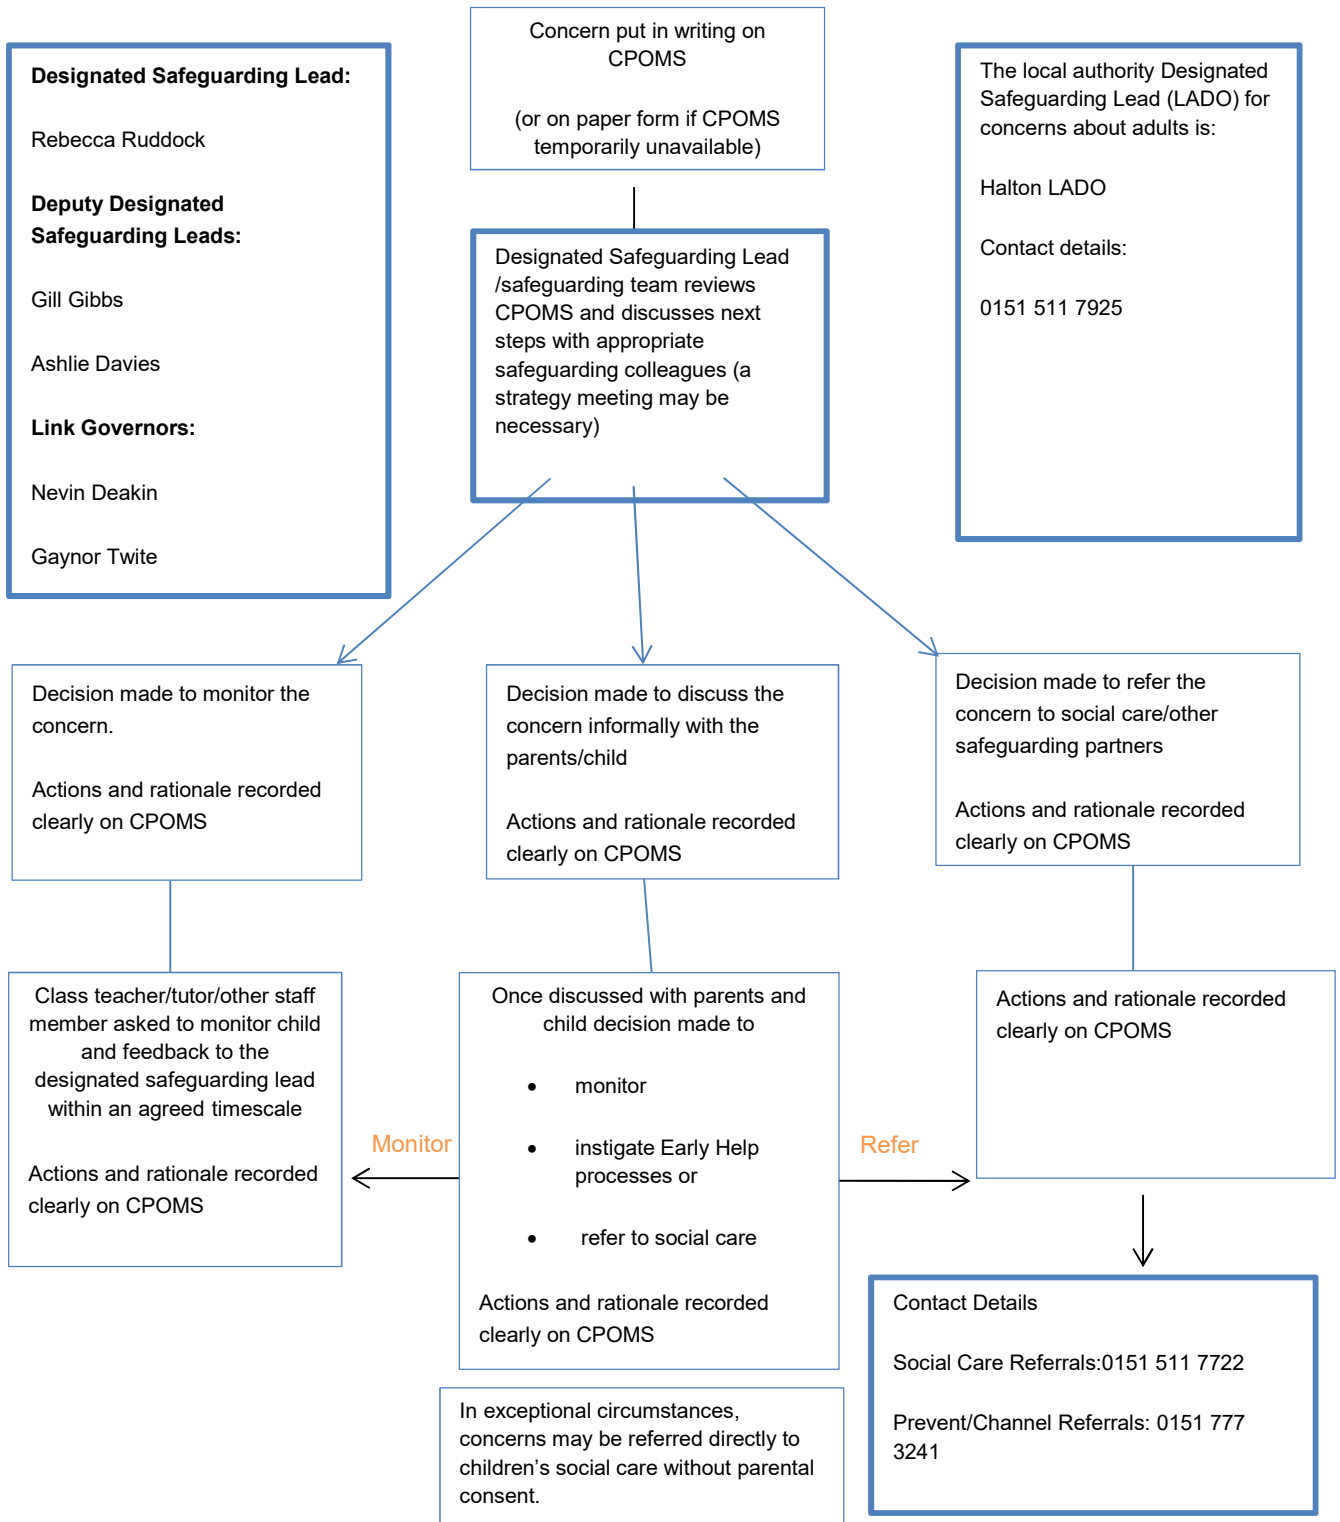 Concern put in writing on
CPOMS
(or on paper form if CPOMS
temporarily unavailable)
Designated Safeguarding Lead:
Rebecca Ruddock
Deputy Designated
Safeguarding Leads:
Gill Gibbs
Ashlie Davies
Link Governors:
Nevin Deakin
Gaynor Twite
The local authority Designated
Safeguarding Lead (LADO) for
concerns about adults is:
Halton LADO
Contact details:
0151 511 7925
Designated Safeguarding Lead
/safeguarding team reviews
CPOMS and discusses next
steps with appropriate
safeguarding colleagues (a
strategy meeting may be
necessary)
Decision made to monitor the
concern.
Actions and rationale recorded
clearly on CPOMS
Decision made to discuss the
concern informally with the
parents/child
Actions and rationale recorded
clearly on CPOMS
Decision made to refer the
concern to social care/other
safeguarding partners
Actions and rationale recorded
clearly on CPOMS
Class teacher/tutor/other staff
member asked to monitor child
and feedback to the
designated safeguarding lead
within an agreed timescale
Actions and rationale recorded
clearly on CPOMS
Monitor
Once discussed with parents and
child decision made to
• monitor
• instigate Early Help
processes or
• refer to social care
Actions and rationale recorded
clearly on CPOMS
Refer
Actions and rationale recorded
clearly on CPOMS
Contact Details
Social Care Referrals:0151 511 7722
Prevent/Channel Referrals: 0151 777
3241
In exceptional circumstances,
concerns may be referred directly to
children’s social care without parental
consent.